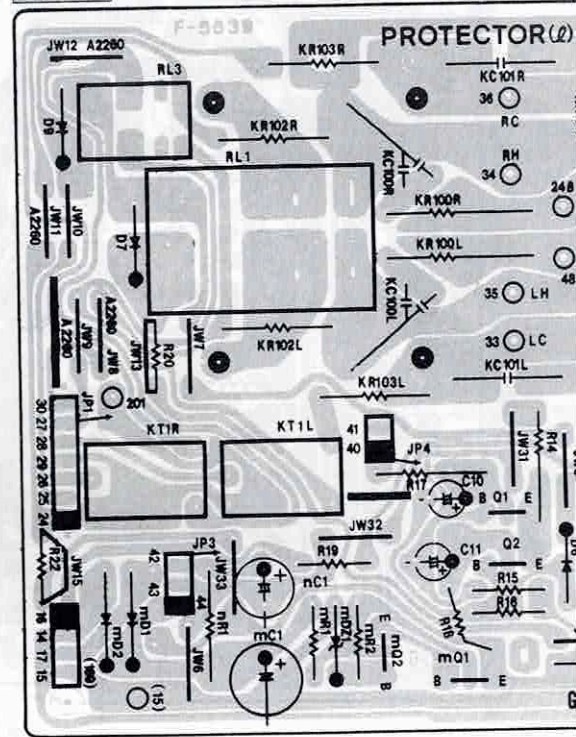 F-5639
PROTECTOR(ℓ)
JW12 A2260
KR103R
RL3
KC101R
36
RC
D9
KR102R
RL1
KC100R
RH
34
24B
KR100R
A2260
JW11
JW10
D7
KR100L
48
KC100L
35 LH
A2260
JW9
A2260
JW8
JW13
R20
JW7
KR102L
33 LC
KC101L
JP1
201
KR103L
30
27
28
29
26
25
24
KT1R
KT1L
41
40
JP4
R17
JW31
R14
C10
B Q1 E
R22
JW15
JP3
42
43
44
JW33
JW32
R19
nC1
C11
Q2
B E
R15
R16
R18
16
14
17
15
mD2
mD1
mR1
JW6
mC1
mR1
mDZ1
mR2
E
mQ2
B
mQ1
B E
(15)
G